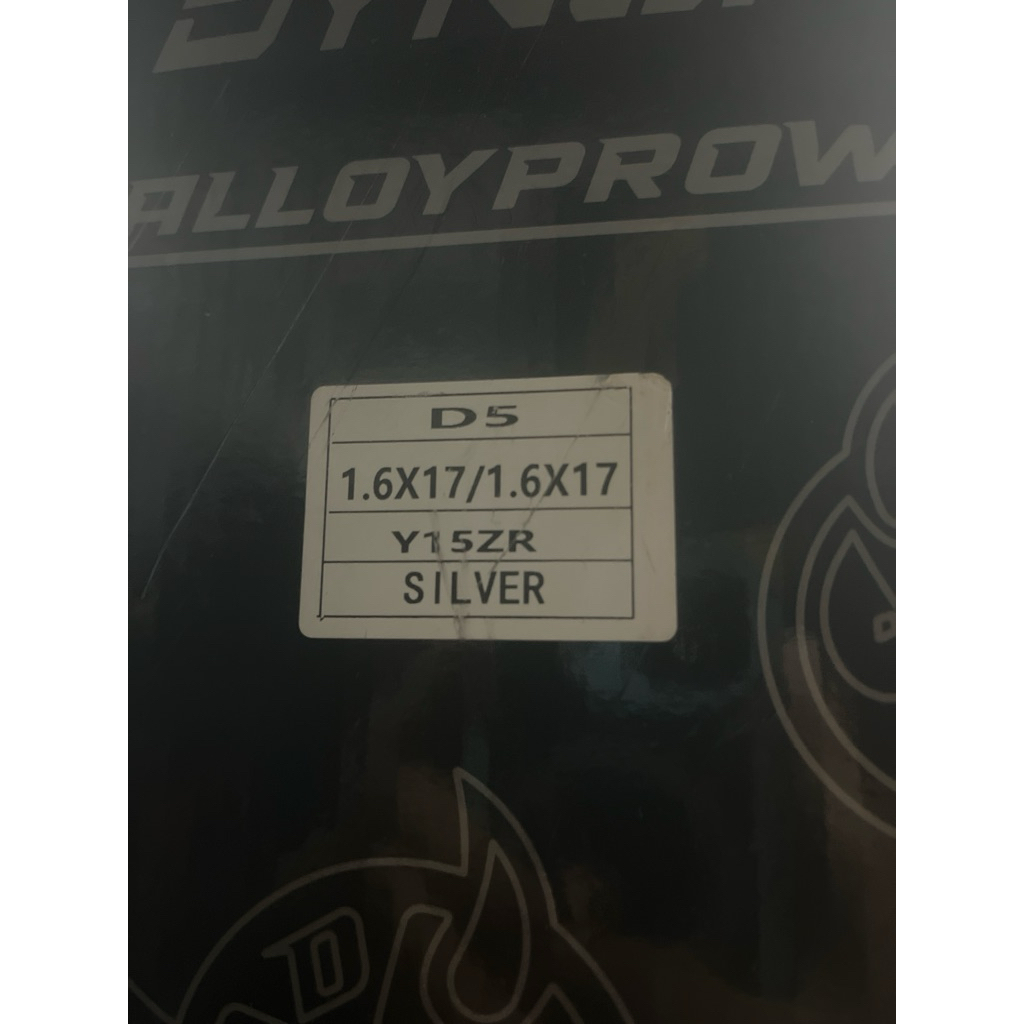 ALLOYPROW
D5
1.6X17/1.6X17
Y15ZR
SILVER
D